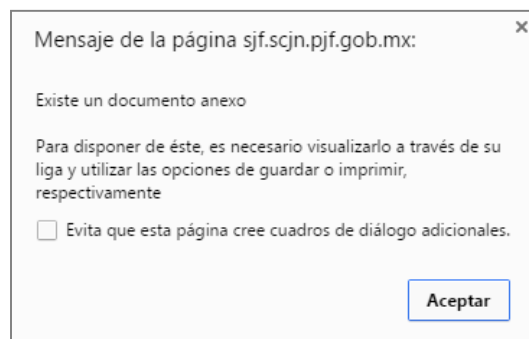 Mensaje de la página sjf.scjn.pjf.gob.mx:
Existe un documento anexo
Para disponer de éste, es necesario visualizarlo a través de su
liga y utilizar las opciones de guardar o imprimir,
respectivamente
Evita que esta página cree cuadros de diálogo adicionales.
Aceptar